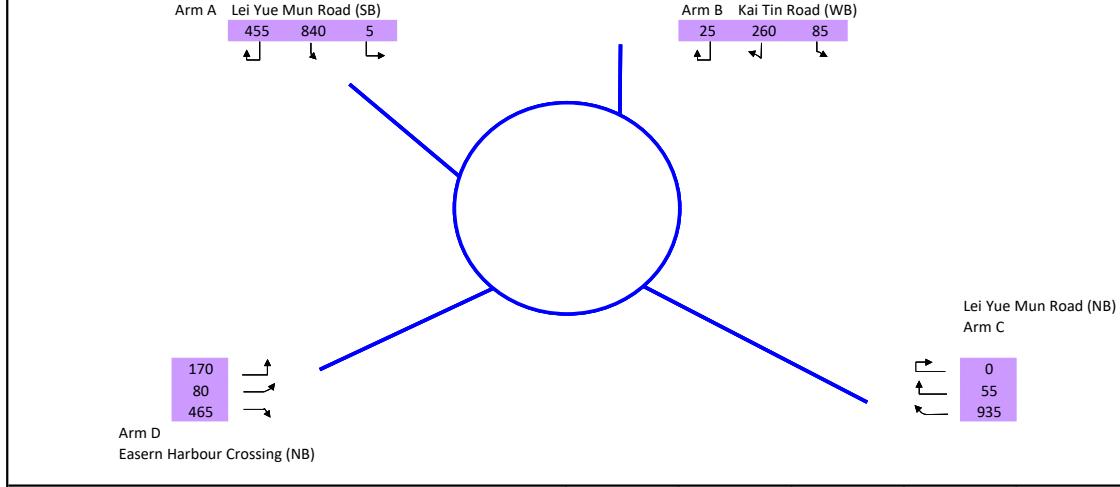 Arm A Lei Yue Mun Road (SB)
455 840 5
Arm B Kai Tin Road (WB)
25 260 85
Lei Yue Mun Road (NB)
Arm C
170
80
465
0
55
935
Arm D
Easern Harbour Crossing (NB)